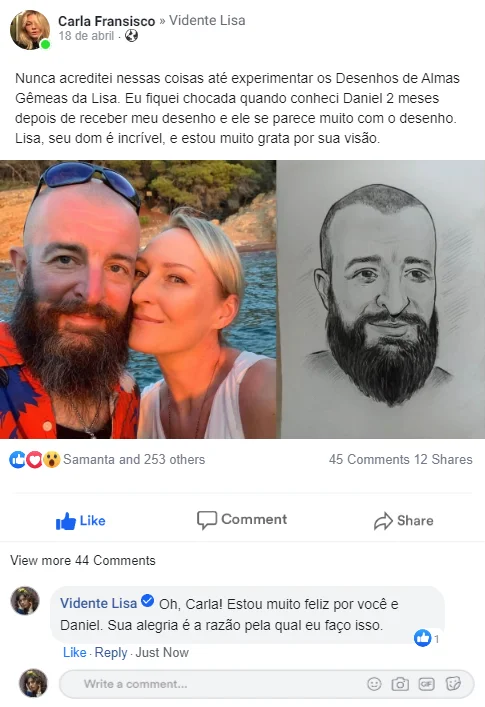 Carla Fransisco » Vidente Lisa
18 de abril ·
Nunca acreditei nessas coisas até experimentar os Desenhos de Almas
Gêmeas da Lisa. Eu fiquei chocada quando conheci Daniel 2 meses
depois de receber meu desenho e ele se parece muito com o desenho.
Lisa, seu dom é incrível, e estou muito grata por sua visão.
Samanta and 253 others
45 Comments 12 Shares
Like
Comment
Share
View more 44 Comments
Vidente Lisa Oh, Carla! Estou muito feliz por você e
Daniel. Sua alegria é a razão pela qual eu faço isso.
1
Like · Reply · Just Now
Write a comment...
GIF